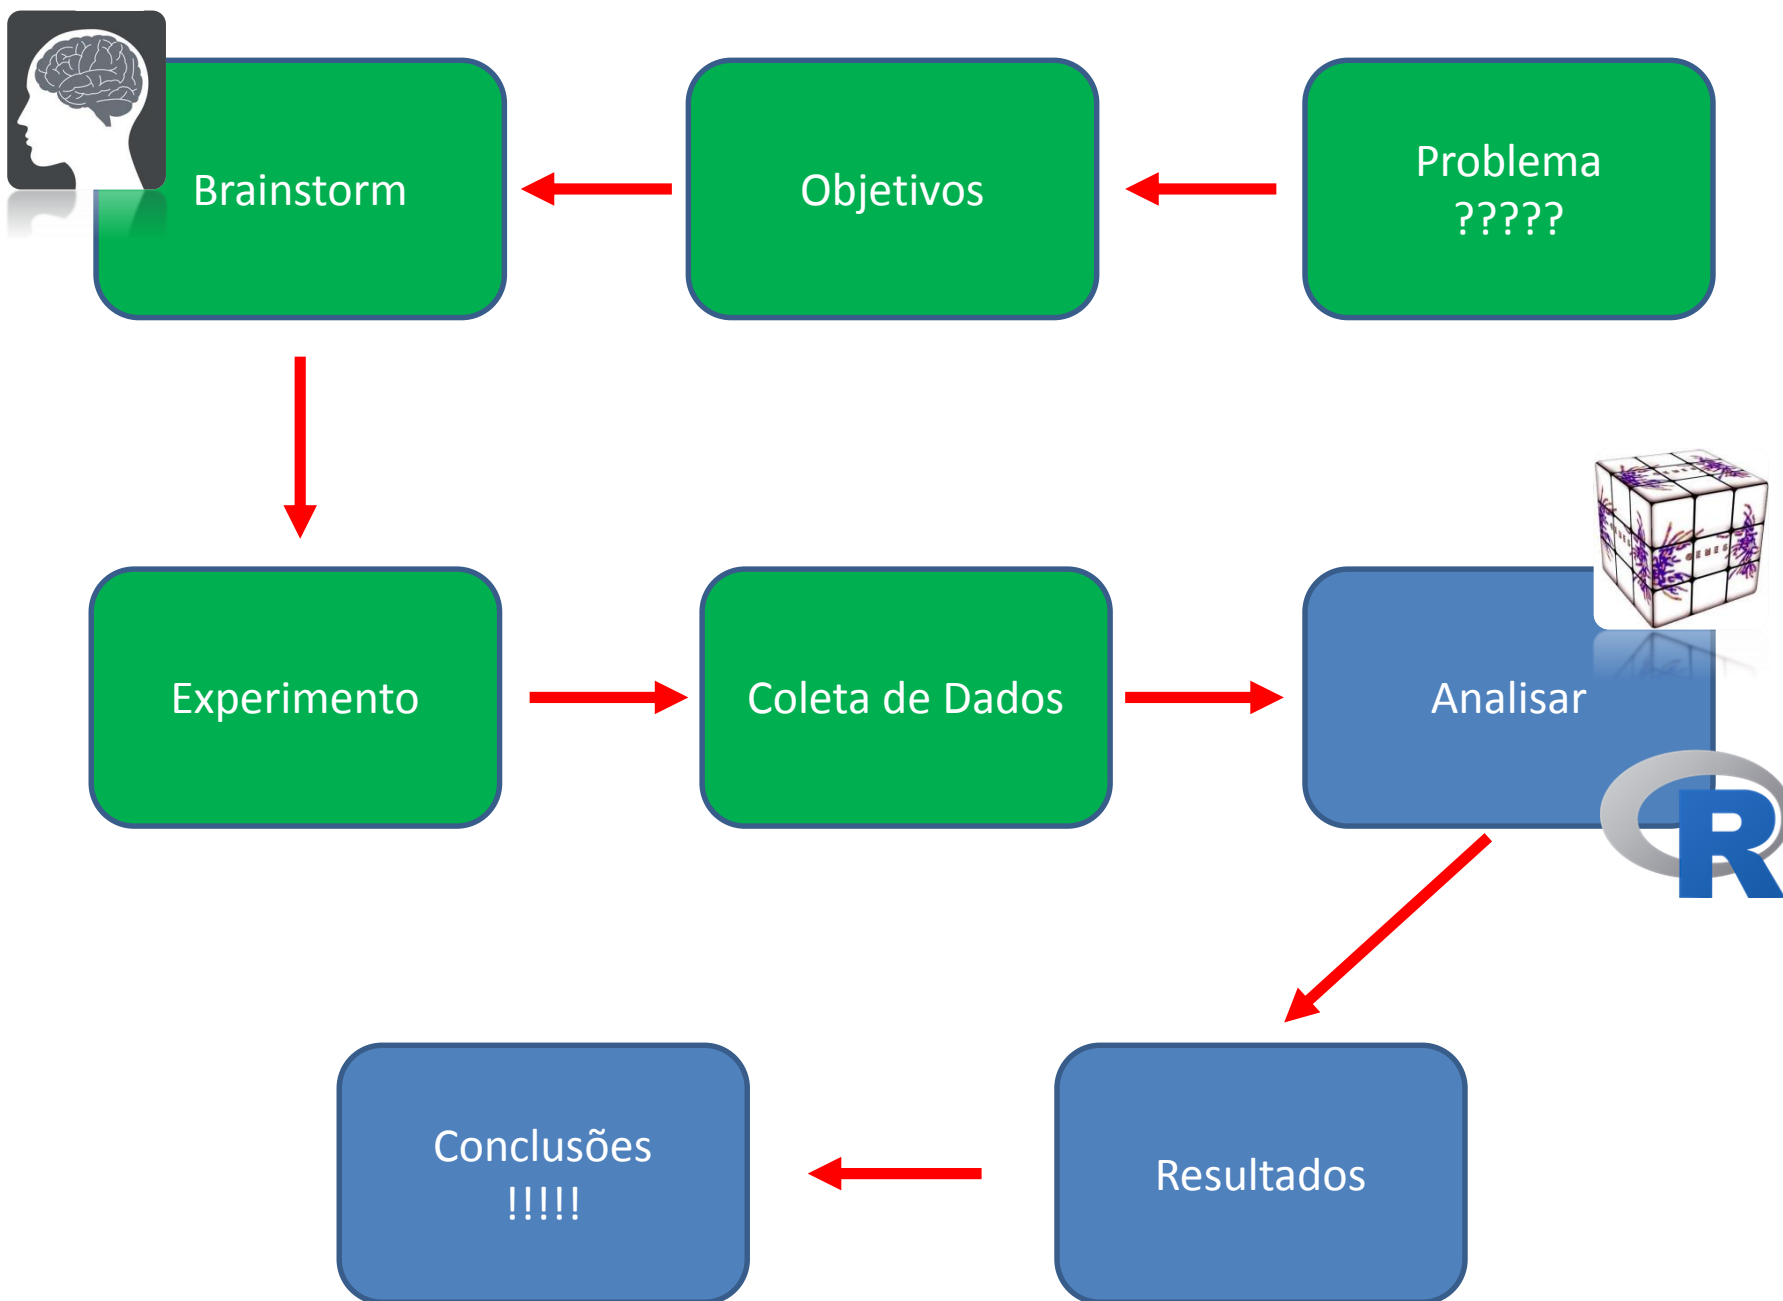 Brainstorm
Objetivos
Problema
?????
Experimento
Coleta de Dados
Analisar
R
Conclusões
!!!!!
Resultados